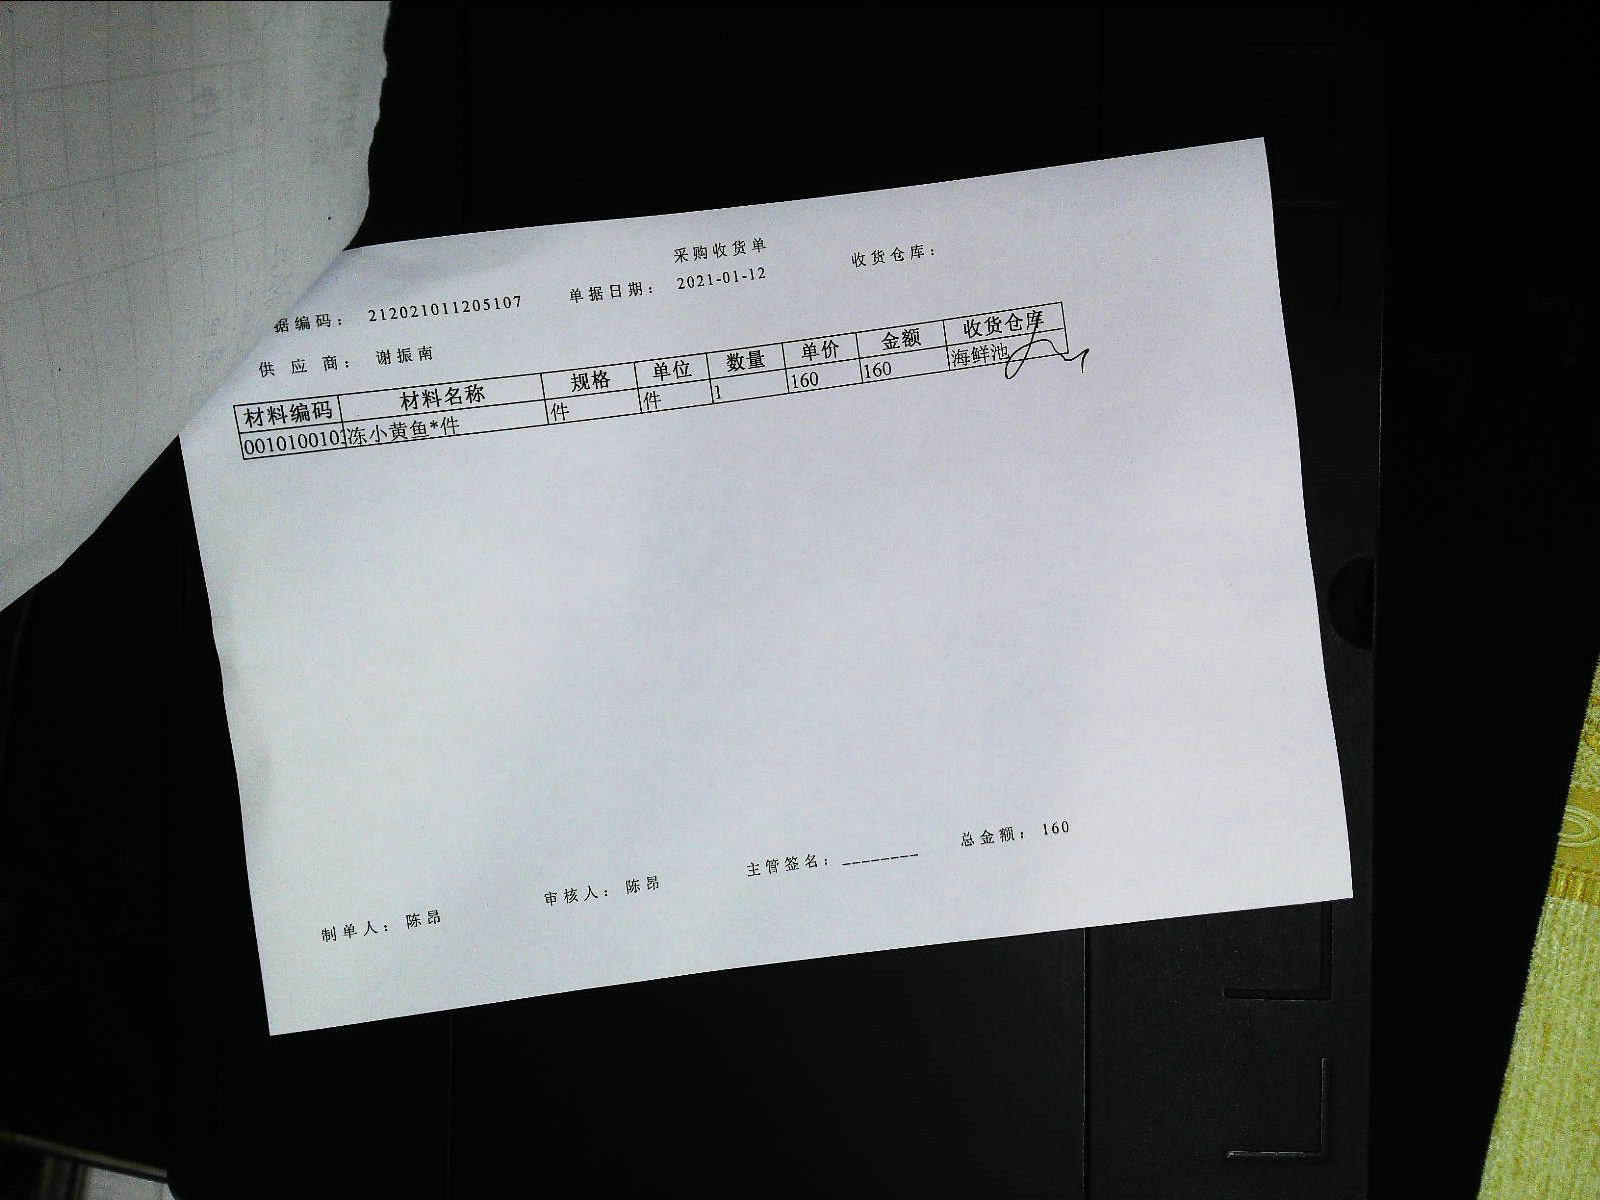 采购收货单
据编码： 212021011205107 单据日期： 2021-01-12 收货仓库：
供 应 商： 谢振南
材料编码 材料名称 规格 单位 数量 单价 金额 收货仓库
001010010 冻小黄鱼*件 件 件 1 160 160 海鲜池
制单人： 陈昂 审核人： 陈昂 主管签名： -------- 总金额： 160